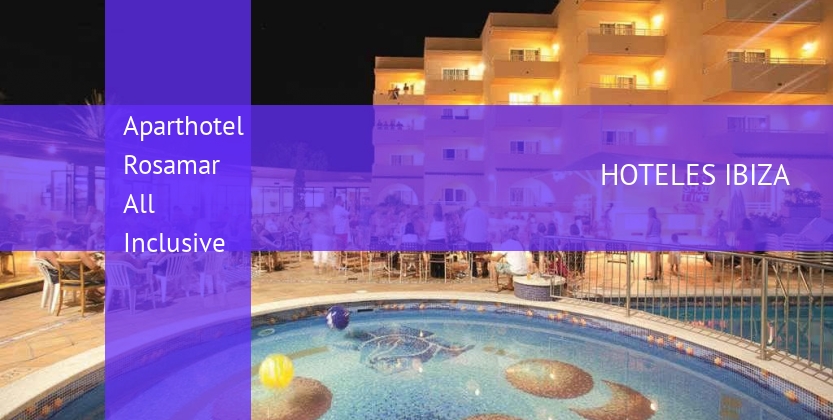 Aparthotel
Rosamar
All
Inclusive
HOTELES IBIZA